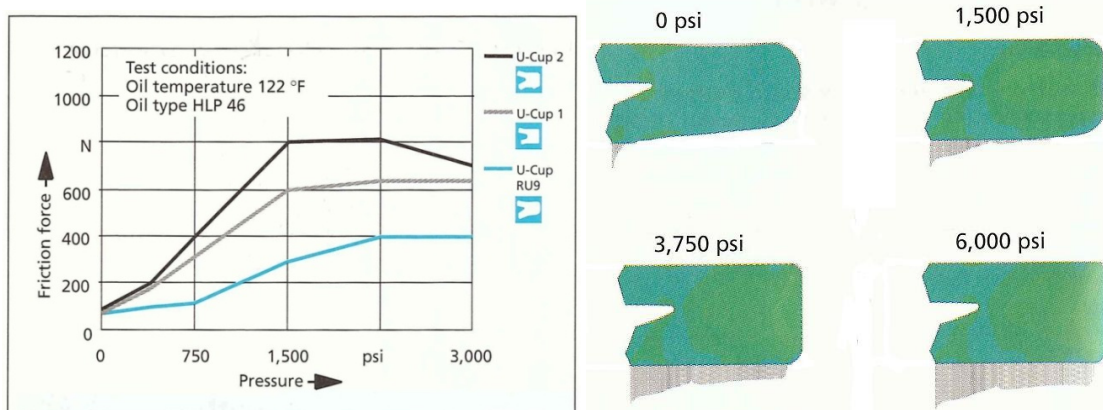 1200
1000
N
600
400
200
0
Friction force
Test conditions:
Oil temperature 122 °F
Oil type HLP 46
0
750
1,500
psi
3,000
Pressure
U-Cup 2
U-Cup 1
U-Cup
RU9
0 psi
1,500 psi
3,750 psi
6,000 psi